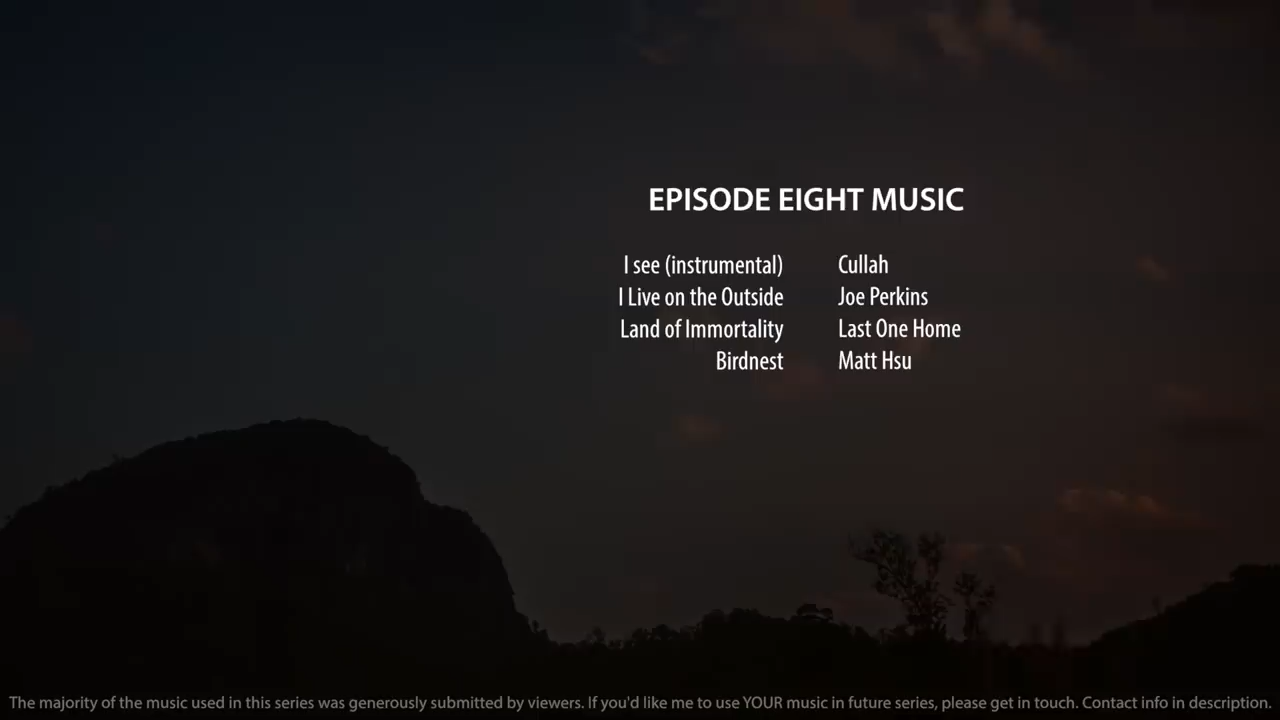 EPISODE EIGHT MUSIC
I see (instrumental) Cullah
I Live on the Outside Joe Perkins
Land of Immortality Last One Home
Birdnest Matt Hsu
The majority of the music used in this series was generously submitted by viewers. If you'd like me to use YOUR music in future series, please get in touch. Contact info in description.